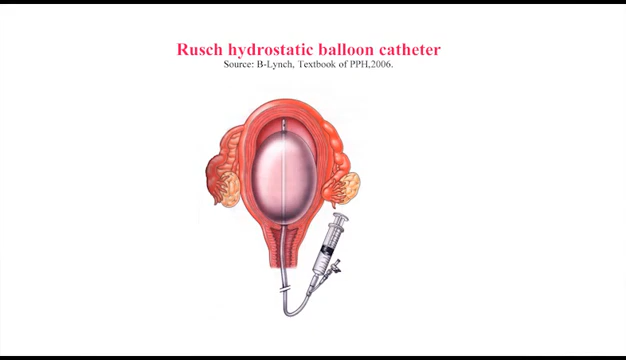 Rusch hydrostatic balloon catheter
Source: B-Lynch, Textbook of PPH,2006.